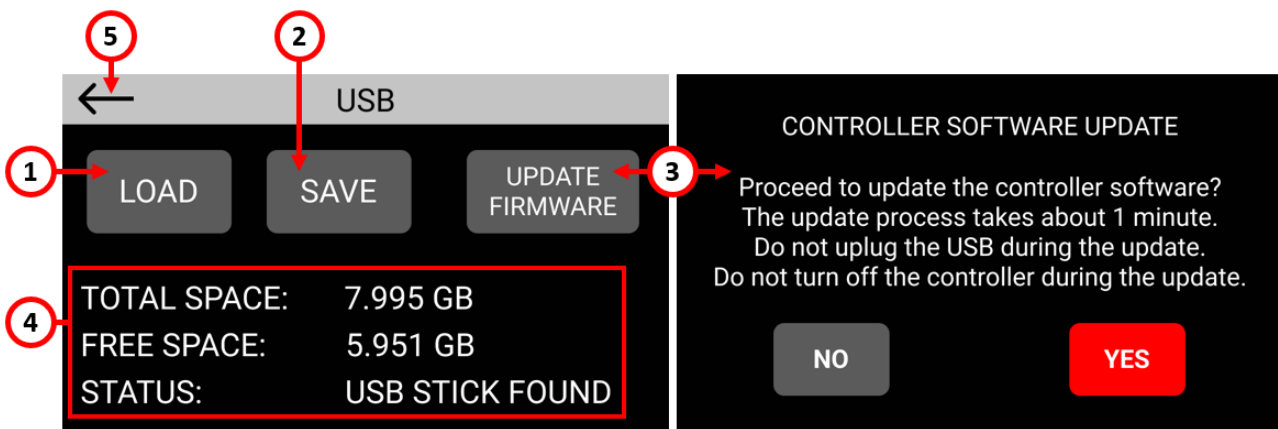 5
2
USB
1
LOAD
SAVE
UPDATE
FIRMWARE
3
4
TOTAL SPACE: 7.995 GB
FREE SPACE: 5.951 GB
STATUS: USB STICK FOUND
CONTROLLER SOFTWARE UPDATE
Proceed to update the controller software?
The update process takes about 1 minute.
Do not uplug the USB during the update.
Do not turn off the controller during the update.
NO
YES